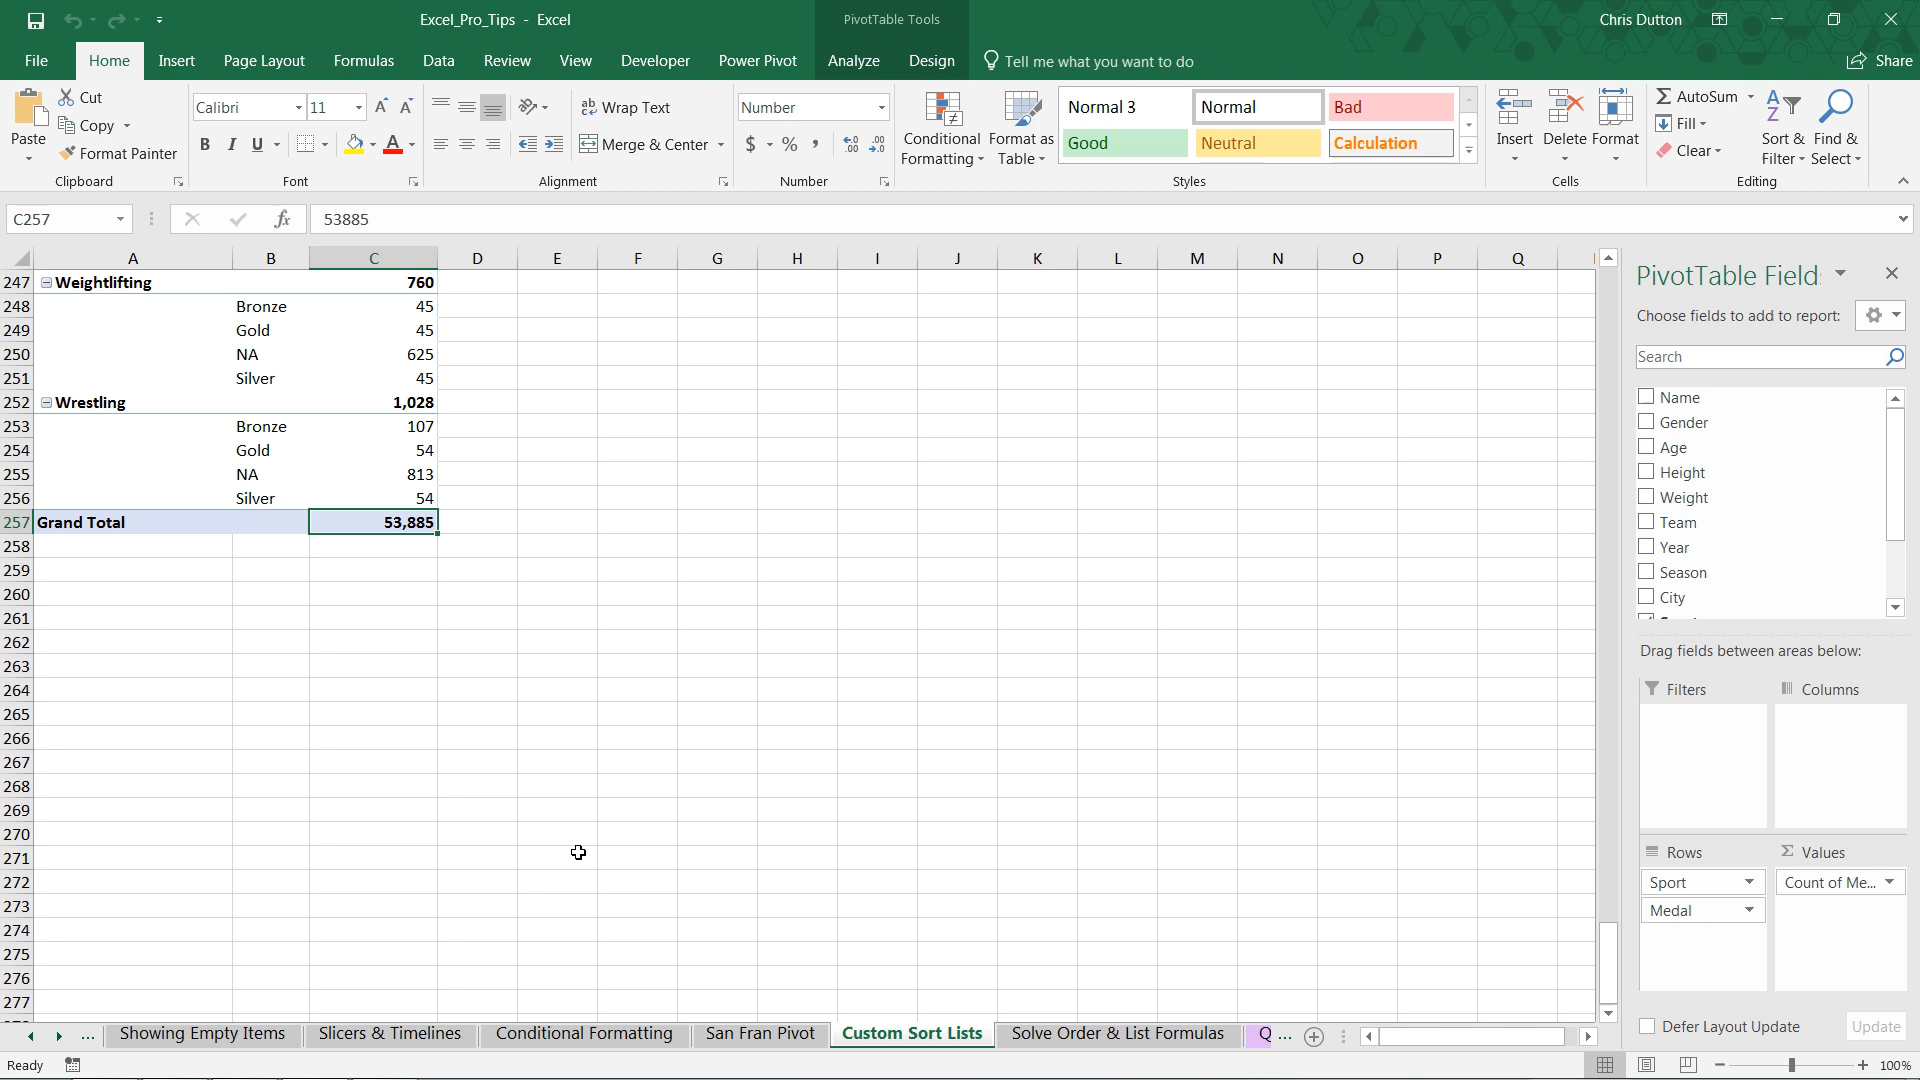 Excel_Pro_Tips - Excel
PivotTable Tools
Chris Dutton
File Home Insert Page Layout Formulas Data Review View Developer Power Pivot Analyze Design Tell me what you want to do Share
Paste
Cut
Copy
Format Painter
Clipboard
Calibri 11
B I U
Font
Wrap Text
Merge & Center
Alignment
Number
$ % ,
Number
Conditional Formatting
Format as Table
Normal 3 Normal Bad
Good Neutral Calculation
Styles
Insert Delete Format
Cells
AutoSum
Fill
Clear
Sort & Filter
Find & Select
Editing
C257 fx 53885
A B C D E F G H I J K L M N O P Q
247 Weightlifting 760
248 Bronze 45
249 Gold 45
250 NA 625
251 Silver 45
252 Wrestling 1,028
253 Bronze 107
254 Gold 54
255 NA 813
256 Silver 54
257 Grand Total 53,885
258
259
260
261
262
263
264
265
266
267
268
269
270
271
272
273
274
275
276
277
PivotTable Field
Choose fields to add to report:
Search
Name
Gender
Age
Height
Weight
Team
Year
Season
City
Drag fields between areas below:
Filters Columns
Rows Values
Sport Count of Me...
Medal
Defer Layout Update Update
... Showing Empty Items Slicers & Timelines Conditional Formatting San Fran Pivot Custom Sort Lists Solve Order & List Formulas Q ...
Ready 100%